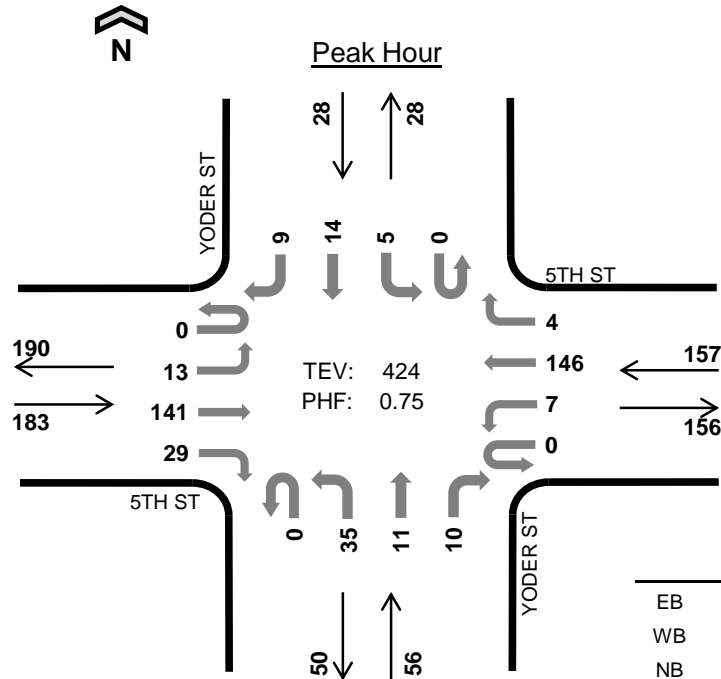 N
Peak Hour
28
28
YODER ST
9
14
5
0
5TH ST
0
4
190
13
146
157
TEV: 424
PHF: 0.75
183
141
7
156
29
0
5TH ST
0
35
11
10
YODER ST
50
56
EB
WB
NB